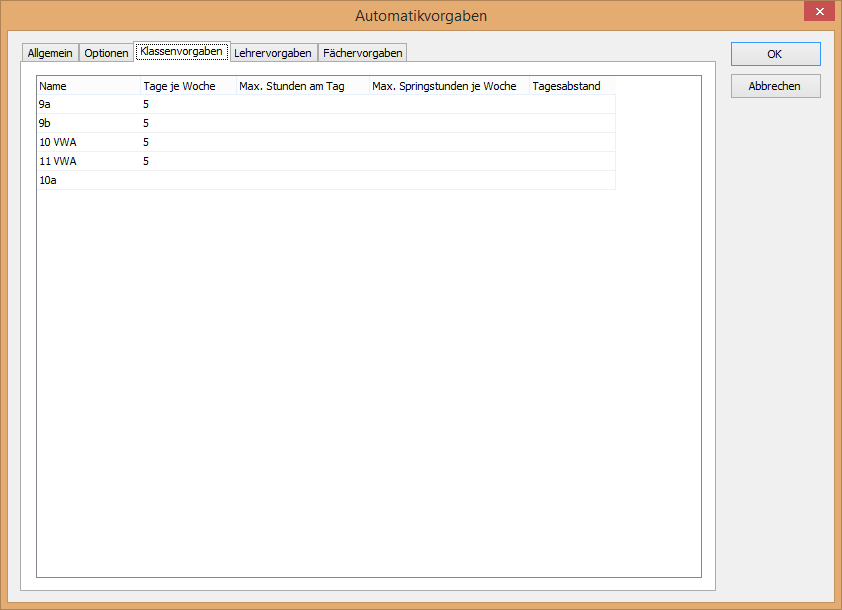 Automatikvorgaben
Allgemein Optionen Klassenvorgaben Lehrervorgaben Fächervorgaben
OK
Abbrechen
Name Tage je Woche Max. Stunden am Tag Max. Springstunden je Woche Tagesabstand
9a 5
9b 5
10 VWA 5
11 VWA 5
10a